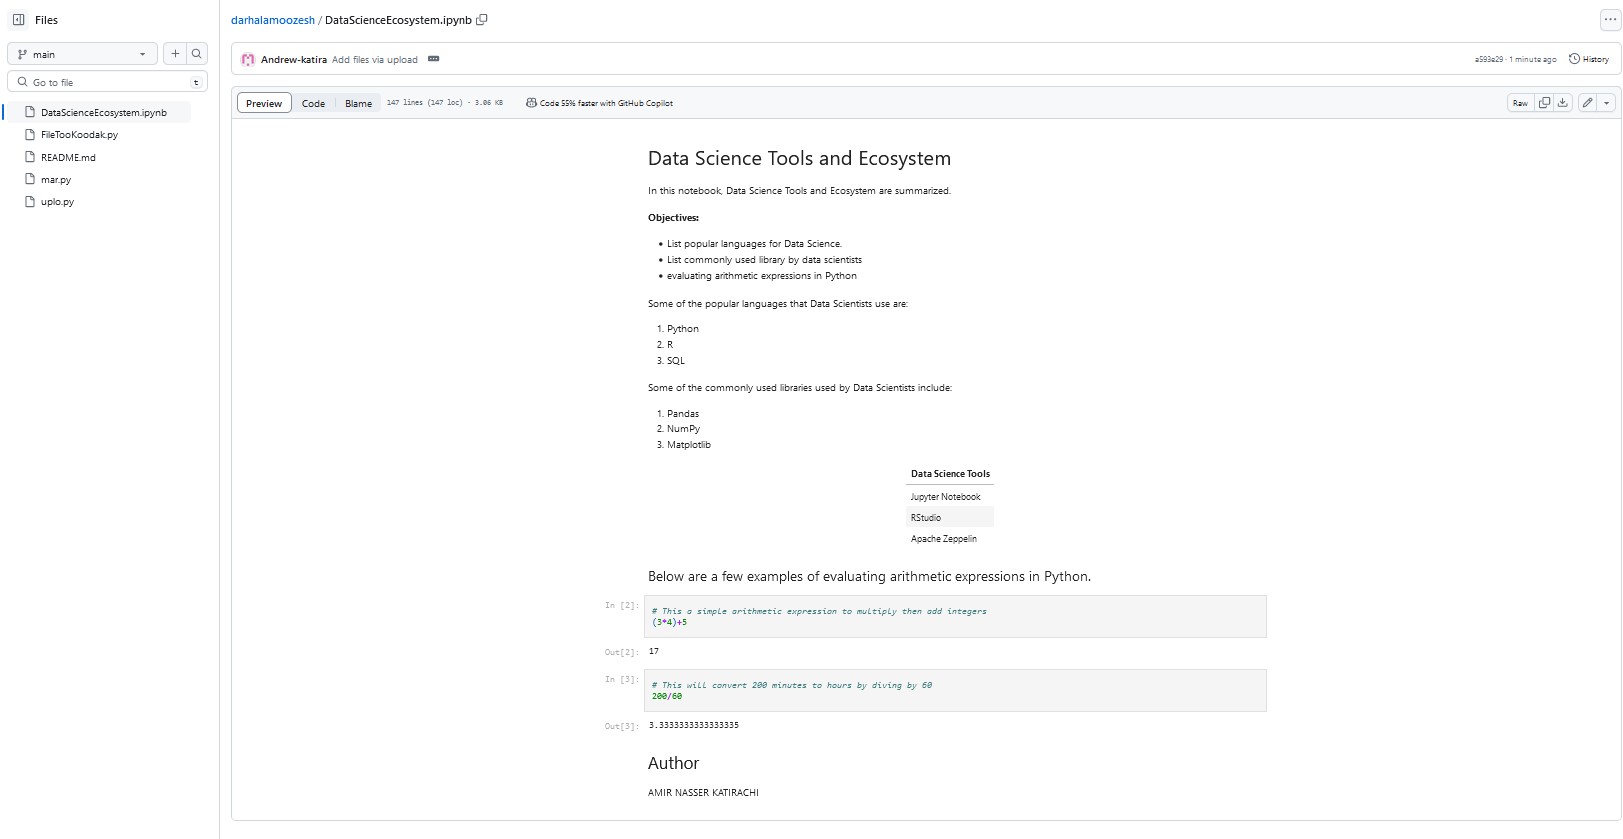 Files
darhalamoozesh / DataScienceEcosystem.ipynb
main
Go to file
t
DataScienceEcosystem.ipynb
FileTooKoodak.py
README.md
mar.py
uplo.py
Andrew-katira Add files via upload
a593e29 · 1 minute ago
History
Preview Code Blame 147 lines (147 loc) · 3.06 KB Code 55% faster with GitHub Copilot
Raw
Data Science Tools and Ecosystem
In this notebook, Data Science Tools and Ecosystem are summarized.
Objectives:
• List popular languages for Data Science.
• List commonly used library by data scientists
• evaluating arithmetic expressions in Python
Some of the popular languages that Data Scientists use are:
1. Python
2. R
3. SQL
Some of the commonly used libraries used by Data Scientists include:
1. Pandas
2. NumPy
3. Matplotlib
Data Science Tools
Jupyter Notebook
RStudio
Apache Zeppelin
Below are a few examples of evaluating arithmetic expressions in Python.
In [2]:
# This a simple arithmetic expression to multiply then add integers
(3*4)+5
Out[2]: 17
In [3]:
# This will convert 200 minutes to hours by diving by 60
200/60
Out[3]: 3.3333333333333335
Author
AMIR NASSER KATIRACHI